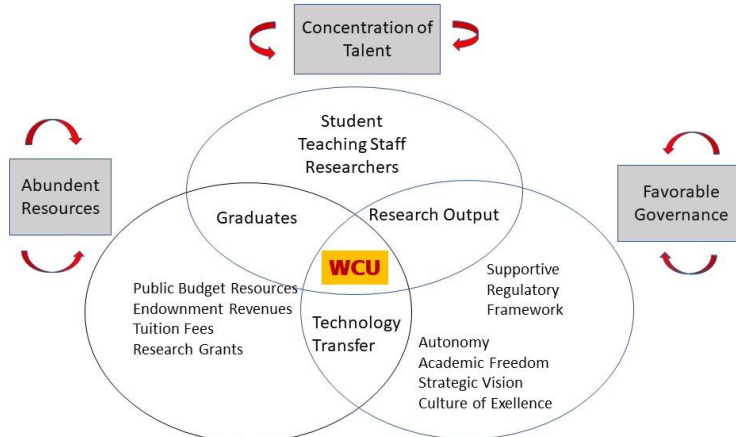 Concentration of
Talent
Student
Teaching Staff
Researchers
Abundent
Resources
Favorable
Governance
Graduates
Research Output
WCU
Public Budget Resources
Endownment Revenues
Tuition Fees
Research Grants
Supportive
Regulatory
Framework
Technology
Transfer
Autonomy
Academic Freedom
Strategic Vision
Culture of Exellence